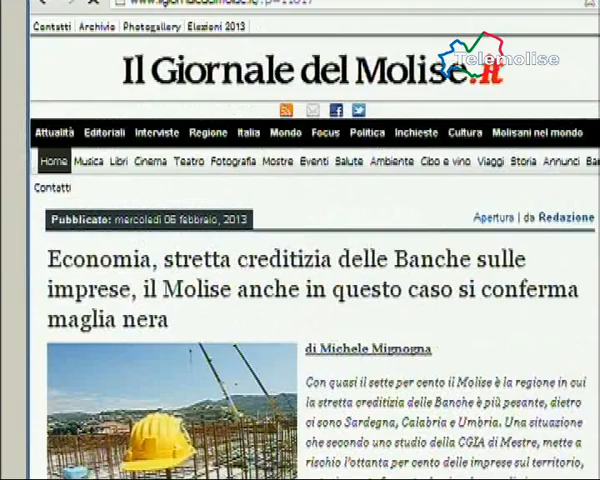 Contatti Archivio Photogallery Elezioni 2013
Il Giornale del Molise.it
Telemolise
Attualità Editoriali Interviste Regione Italia Mondo Focus Politica Inchieste Cultura Molisani nel mondo
Home Musica Libri Cinema Teatro Fotografia Mostre Eventi Salute Ambiente Cibo e vino Viaggi Storia Annunci
Contatti
Pubblicato: mercoledì 06 febbraio, 2013
Apertura | da Redazione
Economia, stretta creditizia delle Banche sulle
imprese, il Molise anche in questo caso si conferma
maglia nera
di Michele Mignogna
Con quasi il sette per cento il Molise è la regione in cui
la stretta creditizia delle Banche è più pesante, dietro
ci sono Sardegna, Calabria e Umbria. Una situazione
che secondo uno studio della CGIA di Mestre, mette a
rischio l'ottanta per cento delle imprese sul territorio,